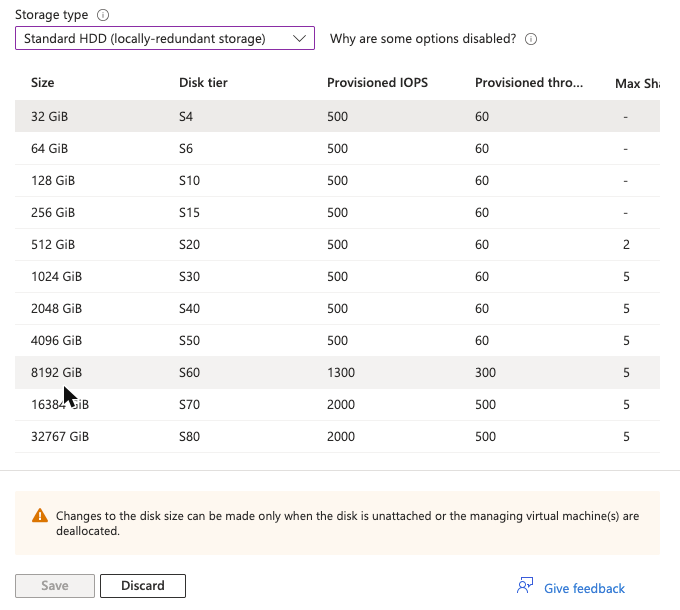 Storage type
Standard HDD (locally-redundant storage) Why are some options disabled?
Size Disk tier Provisioned IOPS Provisioned thro... Max Sha
32 GiB S4 500 60 -
64 GiB S6 500 60 -
128 GiB S10 500 60 -
256 GiB S15 500 60 -
512 GiB S20 500 60 2
1024 GiB S30 500 60 5
2048 GiB S40 500 60 5
4096 GiB S50 500 60 5
8192 GiB S60 1300 300 5
16384 GiB S70 2000 500 5
32767 GiB S80 2000 500 5
Changes to the disk size can be made only when the disk is unattached or the managing virtual machine(s) are
deallocated.
Save Discard Give feedback